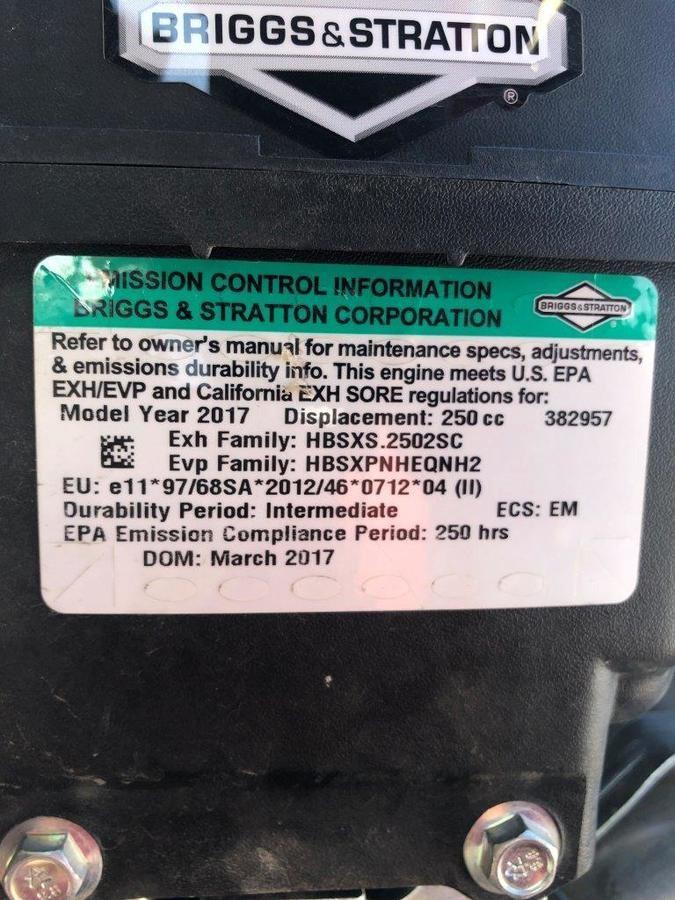 BRIGGS & STRATTON
®
EMISSION CONTROL INFORMATION
BRIGGS & STRATTON CORPORATION
BRIGGS & STRATTON
®
Refer to owner's manual for maintenance specs, adjustments,
& emissions durability info. This engine meets U.S. EPA
EXH/EVP and California EXH SORE regulations for:
Model Year 2017 Displacement: 250 cc 382957
Exh Family: HBSXS.2502SC
Evp Family: HBSXPNHEQNH2
EU: e11*97/68SA*2012/46*0712*04 (II)
Durability Period: Intermediate ECS: EM
EPA Emission Compliance Period: 250 hrs
DOM: March 2017